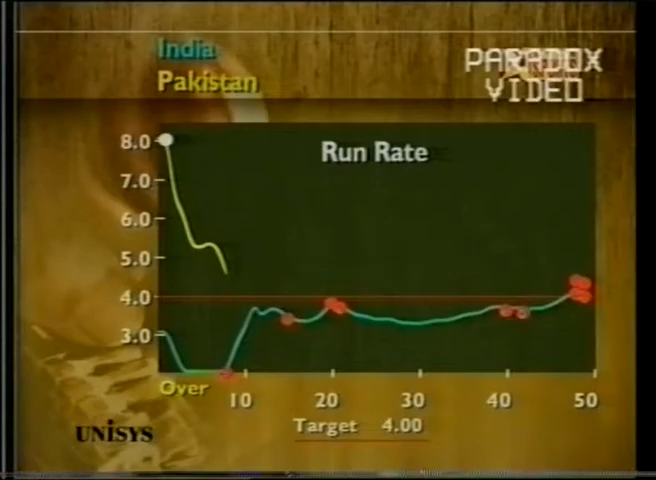 India
Pakistan
PARADOX
VIDEO
Run Rate
8.0
7.0
6.0
5.0
4.0
3.0
Over
10
20
30
40
50
Target 4.00
UNiSYS